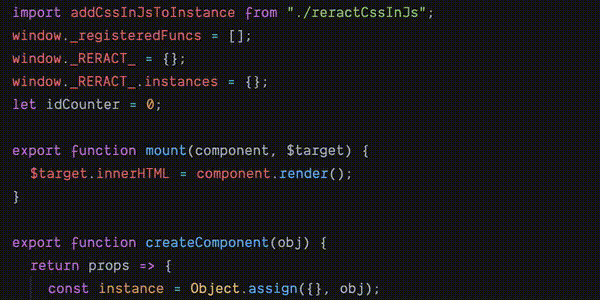 import addCssInJsToInstance from "./reractCssInJs";
window._registeredFuncs = [];
window._RERACT_ = {};
window._RERACT_.instances = {};
let idCounter = 0;
export function mount(component, $target) {
$target.innerHTML = component.render();
}
export function createComponent(obj) {
return props => {
const instance = Object.assign({}, obj);